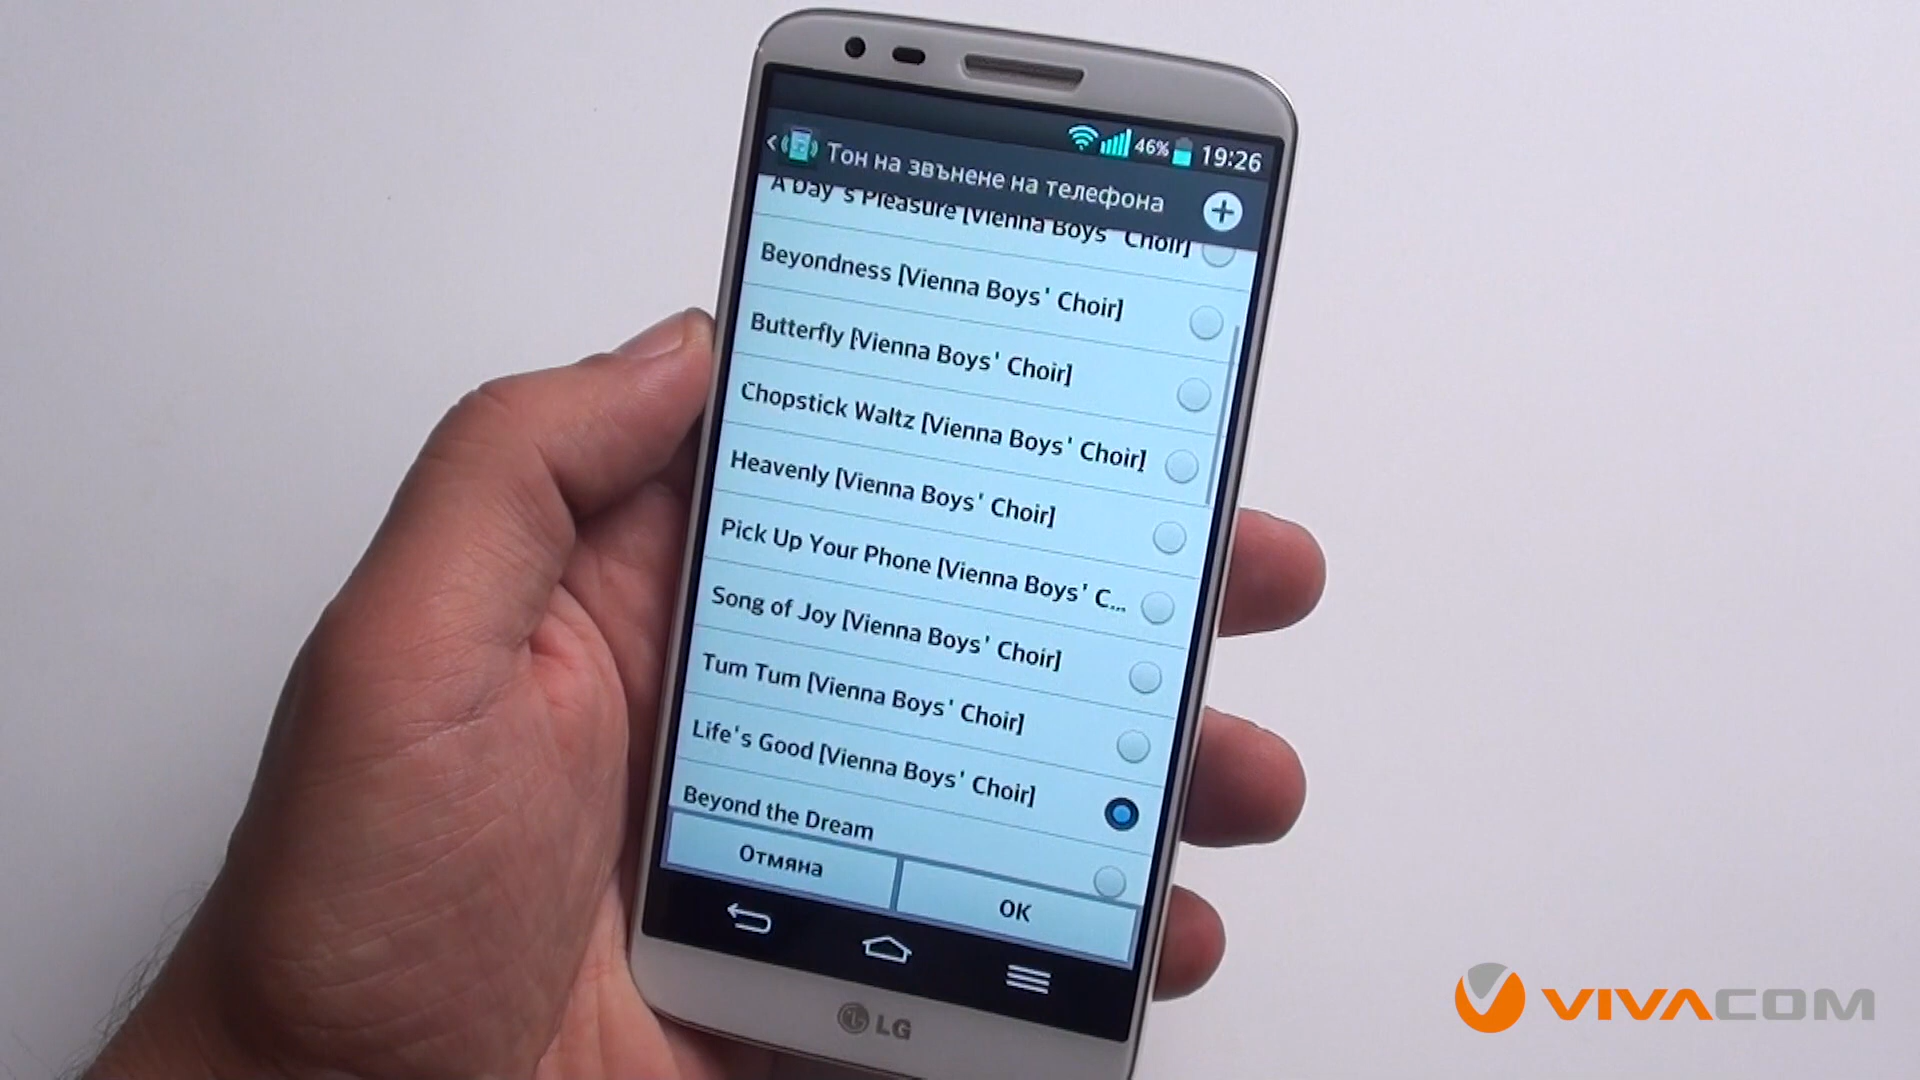 46% 19:26
Тон на звънене на телефона
A Day's Pleasure [Vienna Boys' Choir]
Beyondness [Vienna Boys' Choir]
Butterfly [Vienna Boys' Choir]
Chopstick Waltz [Vienna Boys' Choir]
Heavenly [Vienna Boys' Choir]
Pick Up Your Phone [Vienna Boys' C...
Song of Joy [Vienna Boys' Choir]
Tum Tum [Vienna Boys' Choir]
Life's Good [Vienna Boys' Choir]
Beyond the Dream
Отмяна
OK
LG
VIVACOM